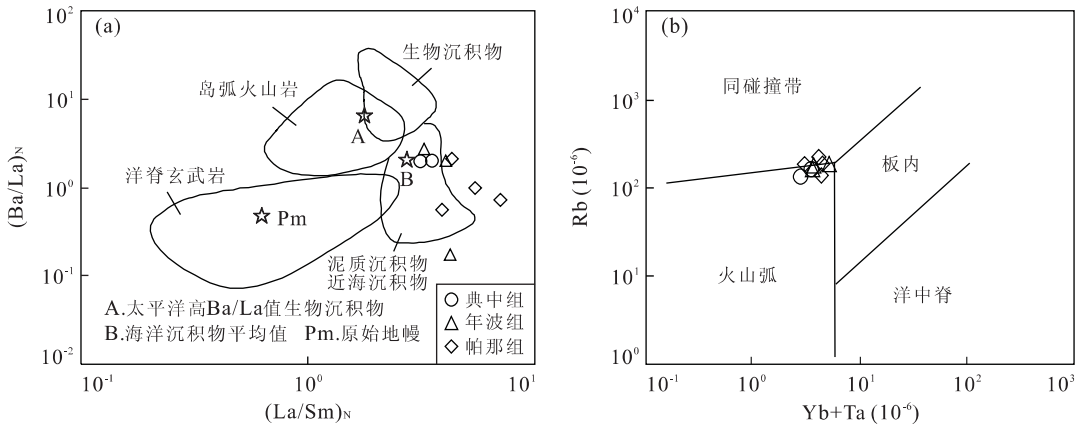 (a)
10²
10¹
10⁰
10⁻¹
10⁻²
(Ba/La)N
生物沉积物
岛弧火山岩
A
洋脊玄武岩
B
Pm
泥质沉积物
近海沉积物
A.太平洋高Ba/La值生物沉积物
B.海洋沉积物平均值 Pm.原始地幔
典中组
年波组
帕那组
10⁻¹
10⁰
10¹
(La/Sm)N
(b)
10⁴
10³
10²
10¹
10⁰
Rb (10⁻⁶)
同碰撞带
板内
火山弧
洋中脊
10⁻¹
10⁰
10¹
10²
10³
Yb+Ta (10⁻⁶)